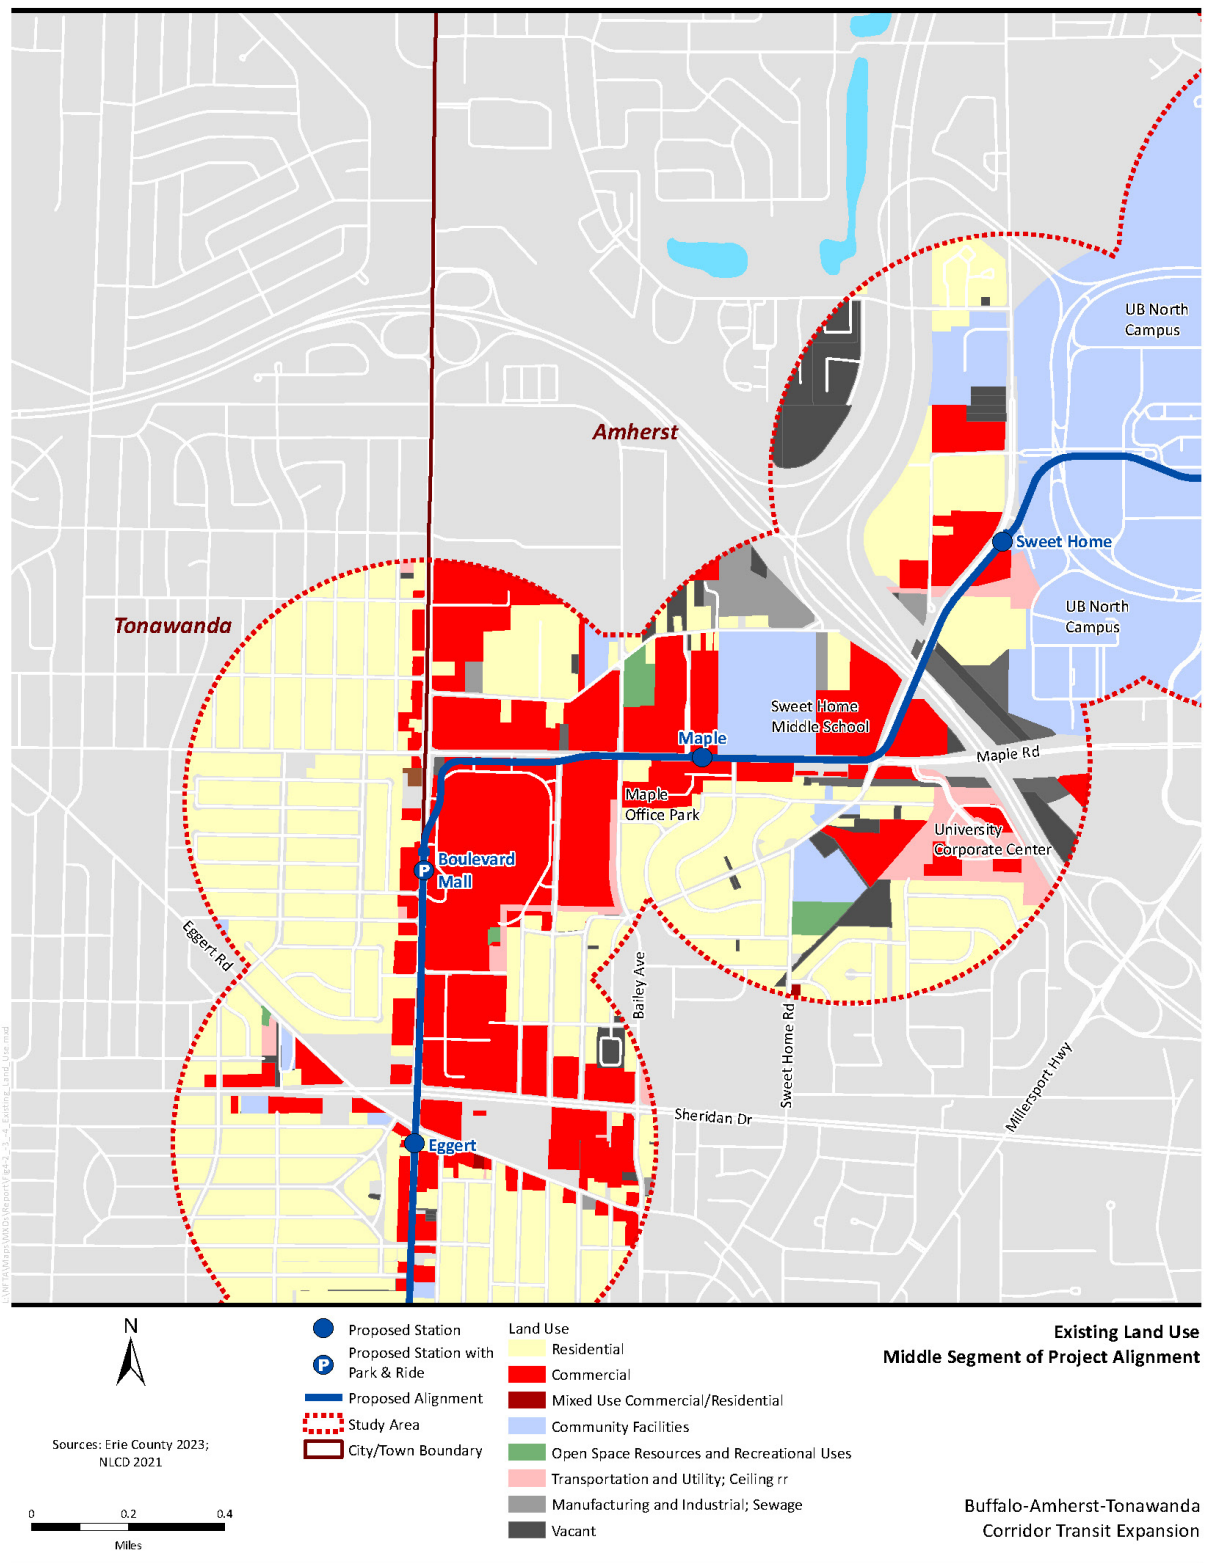 UB North
Campus
Amherst
Sweet Home
UB North
Campus
Tonawanda
Sweet Home
Middle School
Maple
Maple Rd
Maple
Office Park
University
Corporate Center
Boulevard
Mall
P
Eggert Rd
Bailey Ave
Sweet Home Rd
Millersport Hwy
Sheridan Dr
Eggert
N
Sources: Erie County 2023;
NLCD 2021
0 0.2 0.4
Miles
Proposed Station
P Proposed Station with
Park & Ride
Proposed Alignment
Study Area
City/Town Boundary
Land Use
Residential
Commercial
Mixed Use Commercial/Residential
Community Facilities
Open Space Resources and Recreational Uses
Transportation and Utility; Ceiling rr
Manufacturing and Industrial; Sewage
Vacant
Existing Land Use
Middle Segment of Project Alignment
Buffalo-Amherst-Tonawanda
Corridor Transit Expansion